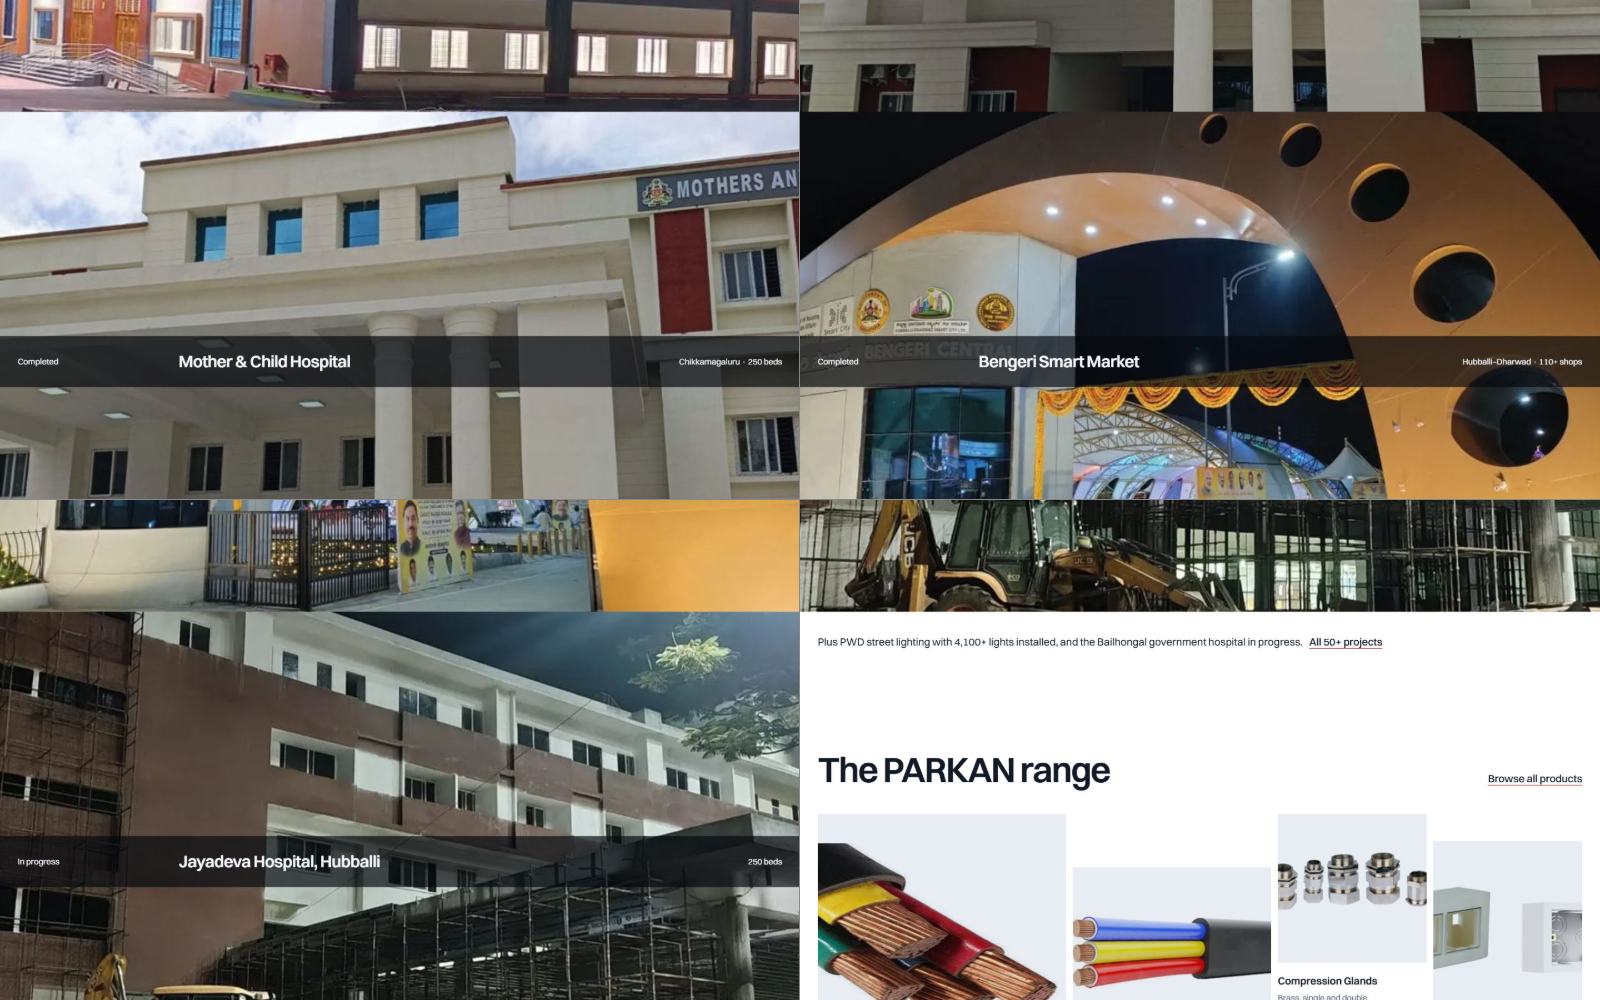 MOTHERS AN
Completed
Mother & Child Hospital
Chikkamagaluru · 250 beds
Smart City
BENGERI CENTRAL
Completed
Bengeri Smart Market
Hubballi–Dharwad · 110+ shops
JCB
Plus PWD street lighting with 4,100+ lights installed, and the Bailhongal government hospital in progress. All 50+ projects
The PARKAN range
Browse all products
In progress
Jayadeva Hospital, Hubballi
250 beds
Compression Glands
Brass, single and double